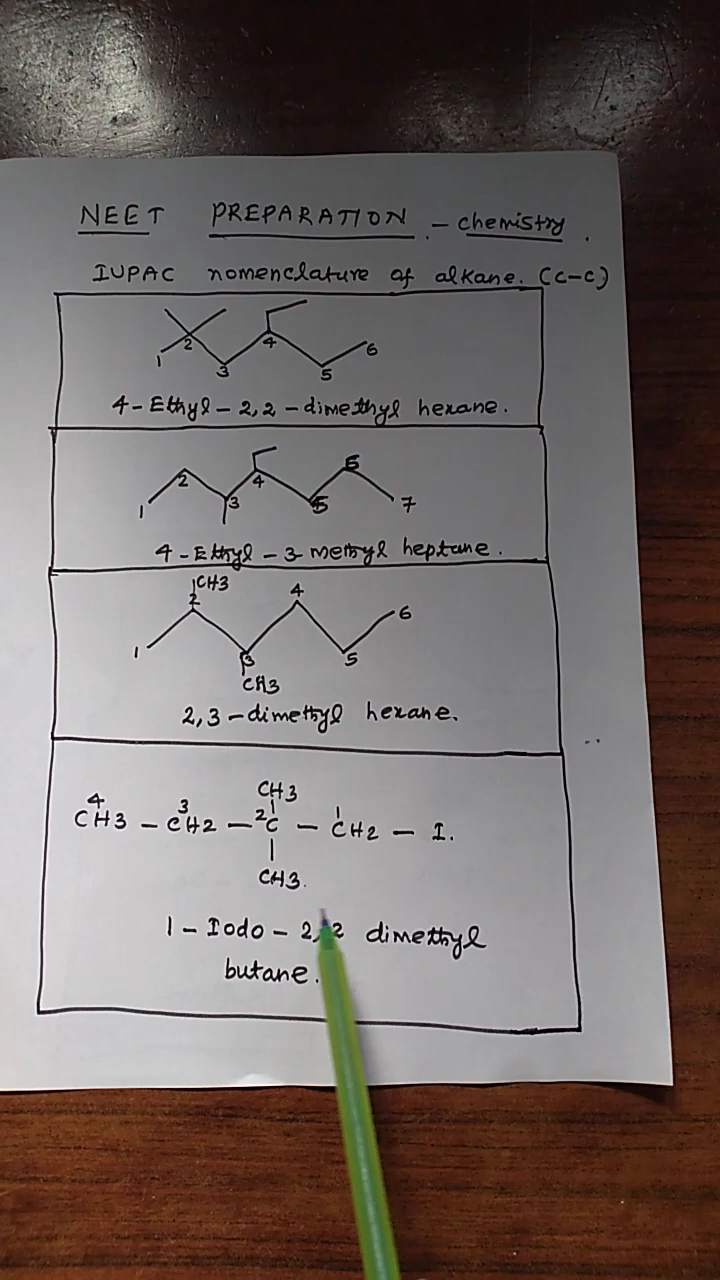 NEET PREPARATION - chemistry.
IUPAC nomenclature of alkane. (C-C)
1 2 3 4 5 6
4-Ethyl-2,2-dimethyl hexane.
1 2 3 4 5 6 7
4-Ethyl-3-methyl heptane.
CH3
1 2 3 4 5 6
CH3
2,3-dimethyl hexane.
CH3
4 3 2 1
CH3 - CH2 - C - CH2 - I.
CH3.
1-Iodo-2,2 dimethyl
butane.